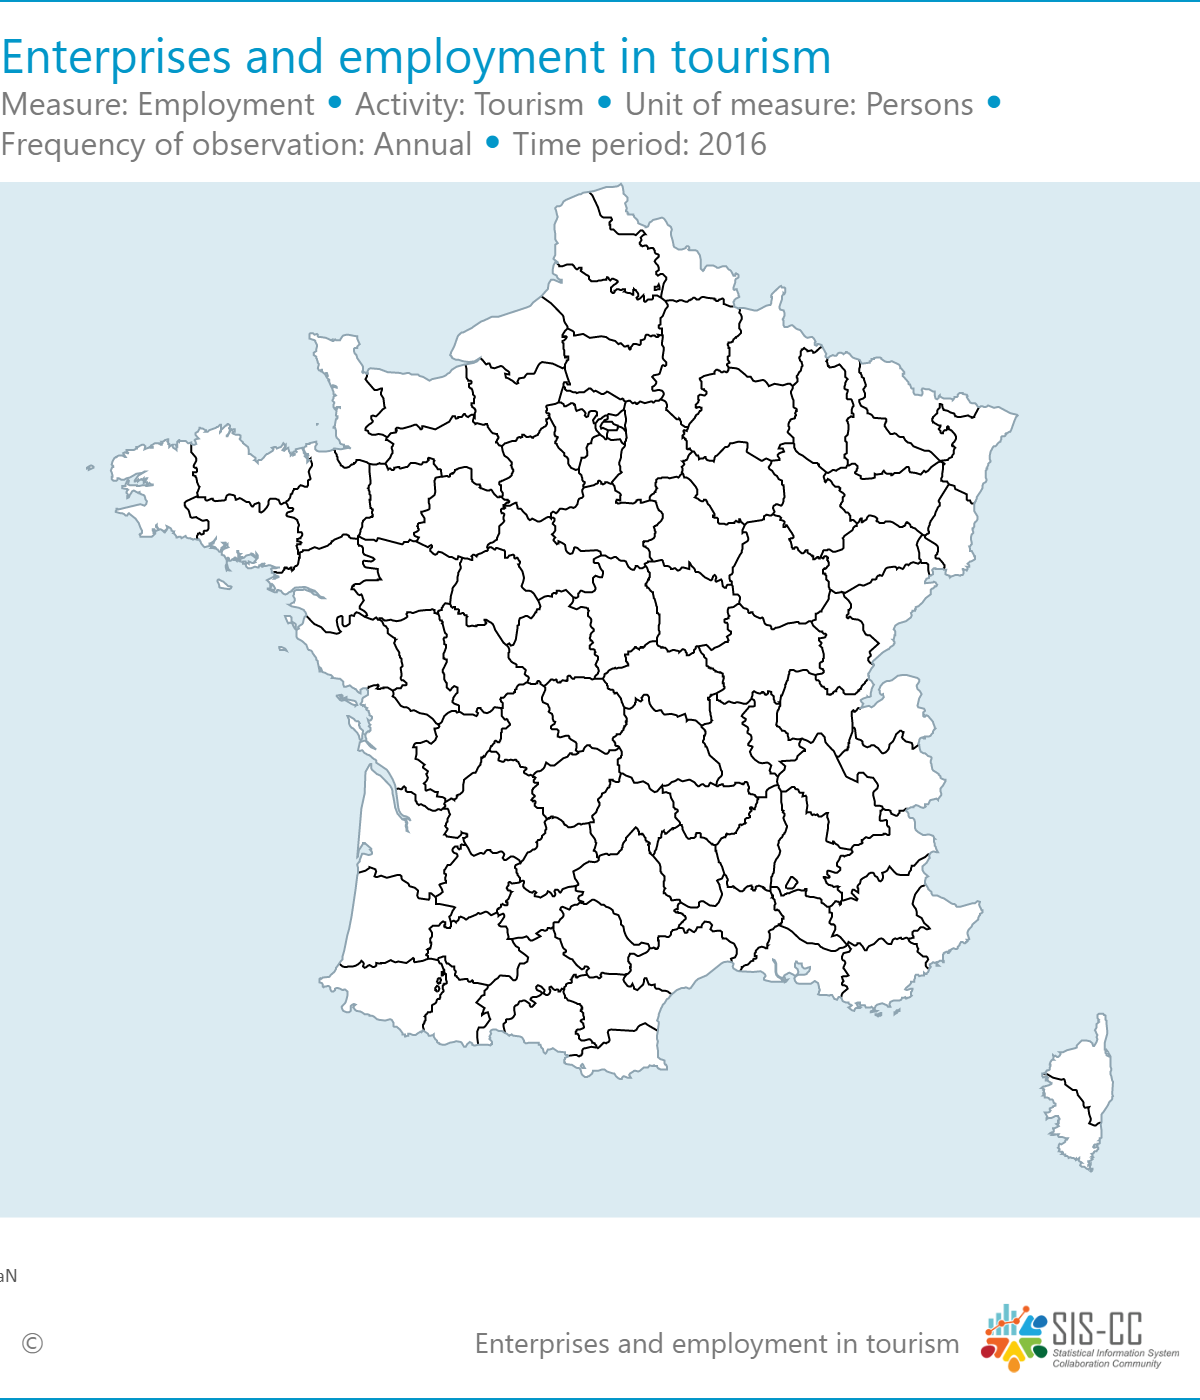 Enterprises and employment in tourism
Measure: Employment • Activity: Tourism • Unit of measure: Persons •
Frequency of observation: Annual • Time period: 2016
aN
©
Enterprises and employment in tourism
SIS-CC
Statistical Information System
Collaboration Community